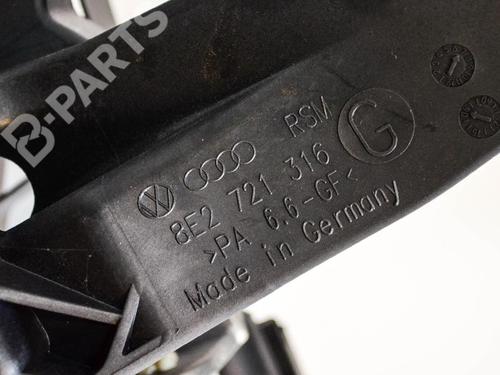 B-PARTS
RSM
G
8E2 721 316
>PA 6.6-GF<
Made in Germany